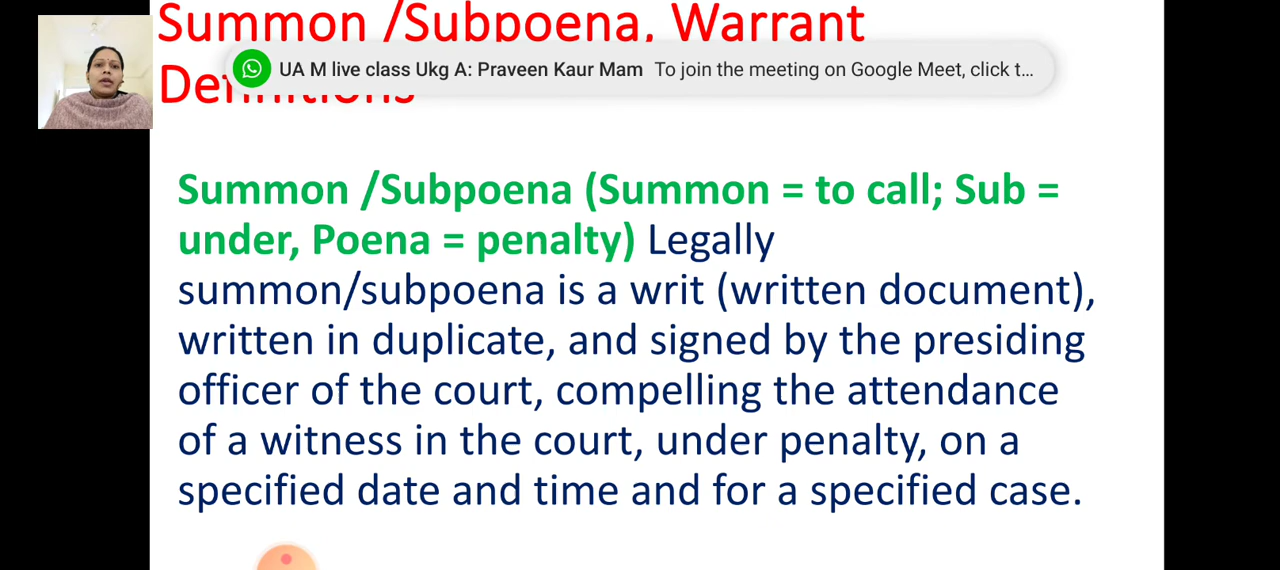 Summon /Subpoena, Warrant
UA M live class Ukg A: Praveen Kaur Mam To join the meeting on Google Meet, click t...
Definitions
Summon /Subpoena (Summon = to call; Sub =
under, Poena = penalty) Legally
summon/subpoena is a writ (written document),
written in duplicate, and signed by the presiding
officer of the court, compelling the attendance
of a witness in the court, under penalty, on a
specified date and time and for a specified case.